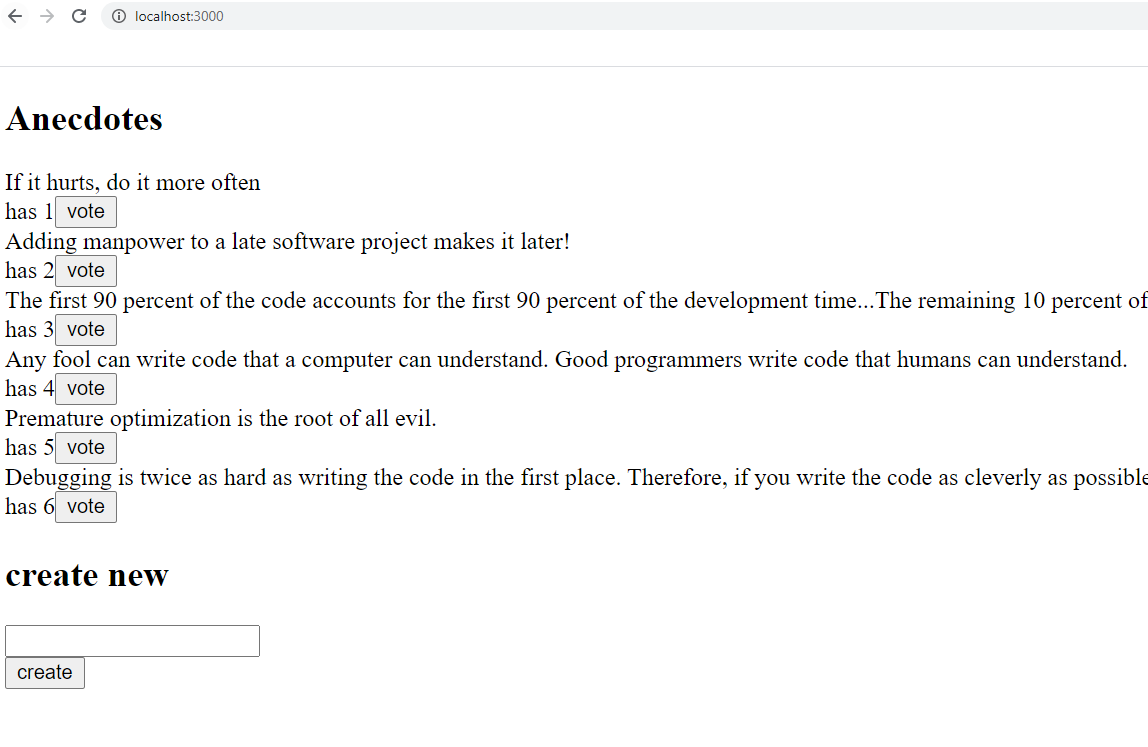 localhost:3000
Anecdotes
If it hurts, do it more often
has 1 vote
Adding manpower to a late software project makes it later!
has 2 vote
The first 90 percent of the code accounts for the first 90 percent of the development time...The remaining 10 percent of
has 3 vote
Any fool can write code that a computer can understand. Good programmers write code that humans can understand.
has 4 vote
Premature optimization is the root of all evil.
has 5 vote
Debugging is twice as hard as writing the code in the first place. Therefore, if you write the code as cleverly as possible
has 6 vote
create new
create